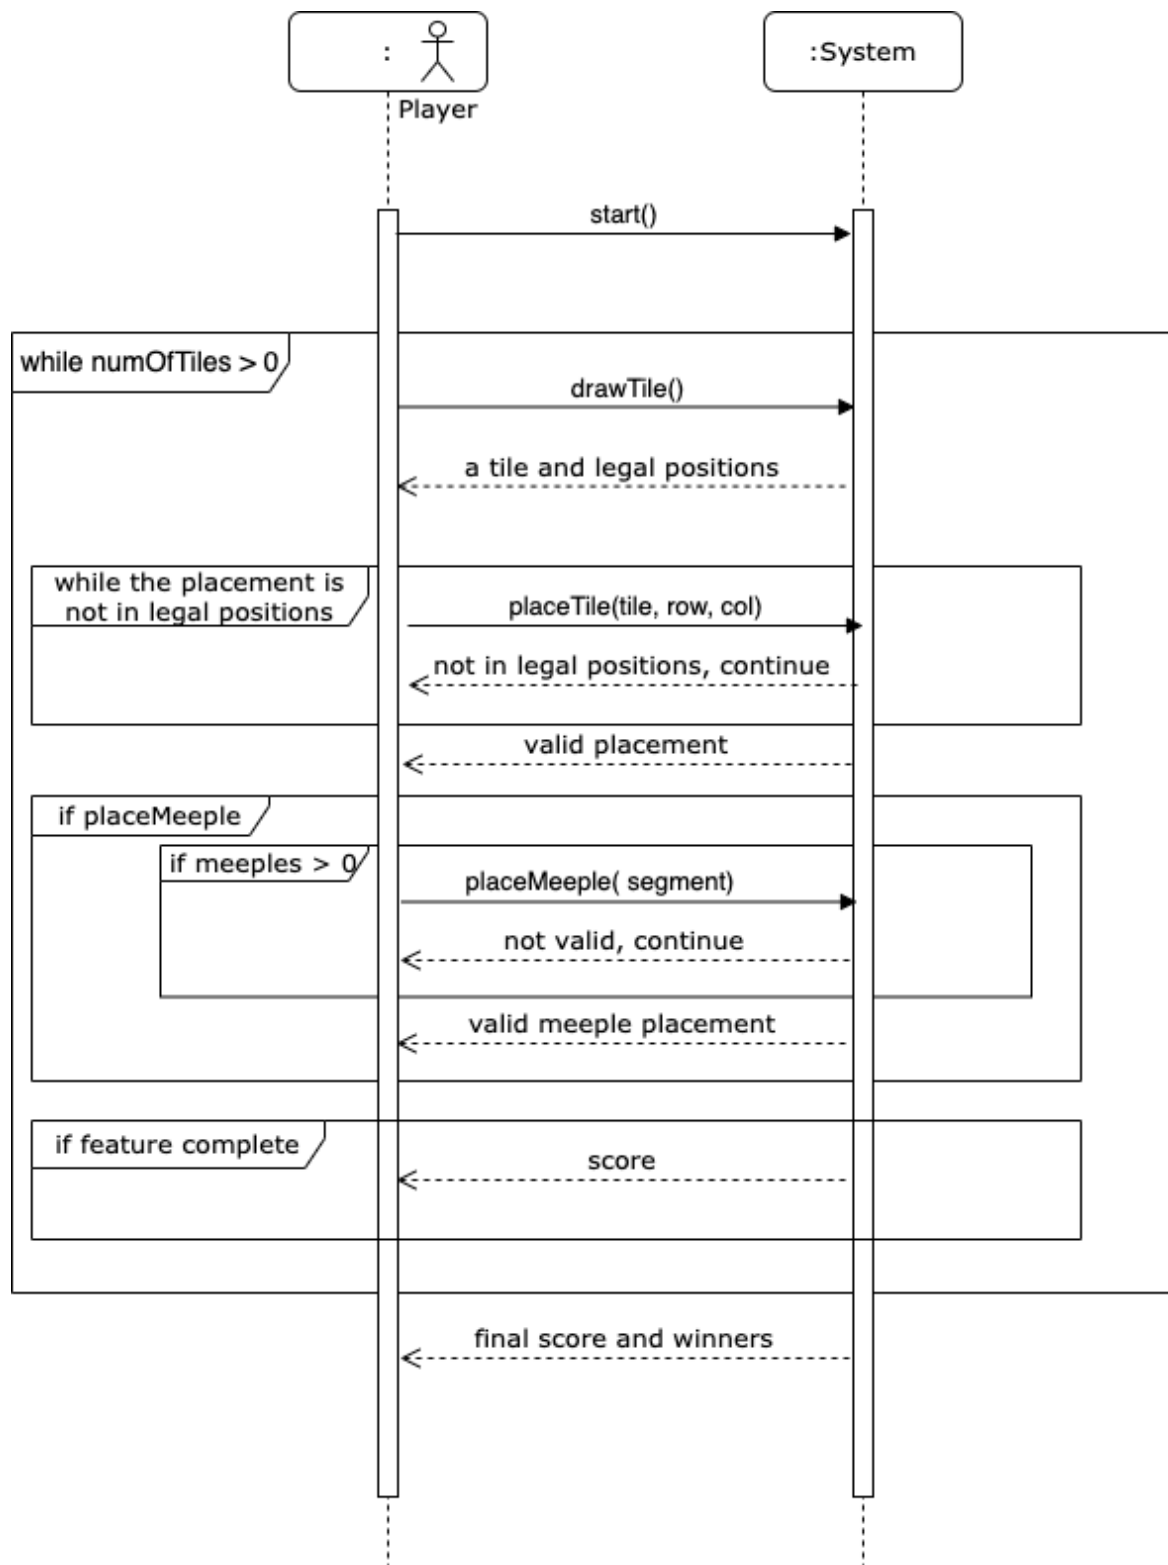 :
:System
Player
start()
while numOfTiles > 0
drawTile()
a tile and legal positions
while the placement is
not in legal positions
placeTile(tile, row, col)
not in legal positions, continue
valid placement
if placeMeeple
if meeples > 0
placeMeeple( segment)
not valid, continue
valid meeple placement
if feature complete
score
final score and winners